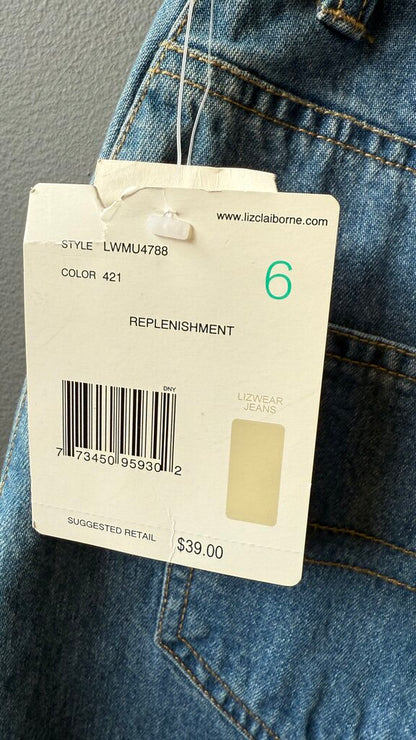 www.lizclaiborne.com
STYLE LWMU4788
COLOR 421
6
REPLENISHMENT
DNY
LIZWEAR
JEANS
7 73450 95930 2
SUGGESTED RETAIL $39.00